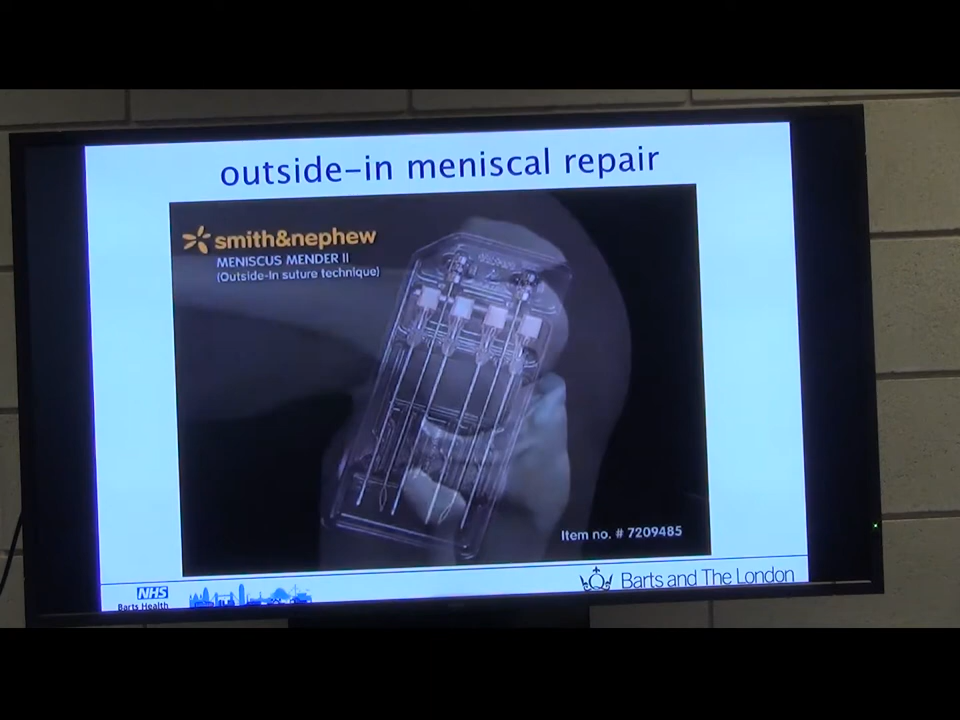 outside-in meniscal repair
smith&nephew
MENISCUS MENDER II
(Outside-In suture technique)
Item no. # 7209485
NHS
Barts Health
Barts and The London